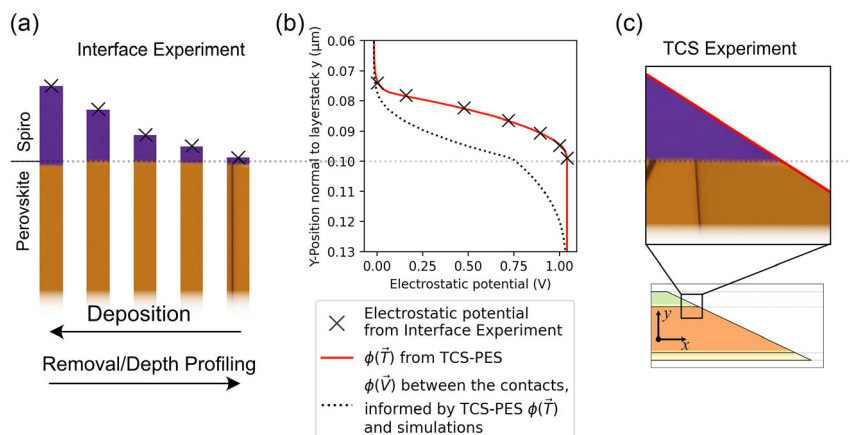 (a)
Interface Experiment
Spiro
Perovskite
Deposition
Removal/Depth Profiling
(b)
Y-Position normal to layerstack y (μm)
0.06
0.07
0.08
0.09
0.10
0.11
0.12
0.13
0.00 0.25 0.50 0.75 1.00
Electrostatic potential (V)
Electrostatic potential
from Interface Experiment
ϕ(T⃗) from TCS-PES
ϕ(V⃗) between the contacts,
informed by TCS-PES ϕ(T⃗)
and simulations
(c)
TCS Experiment
y
x